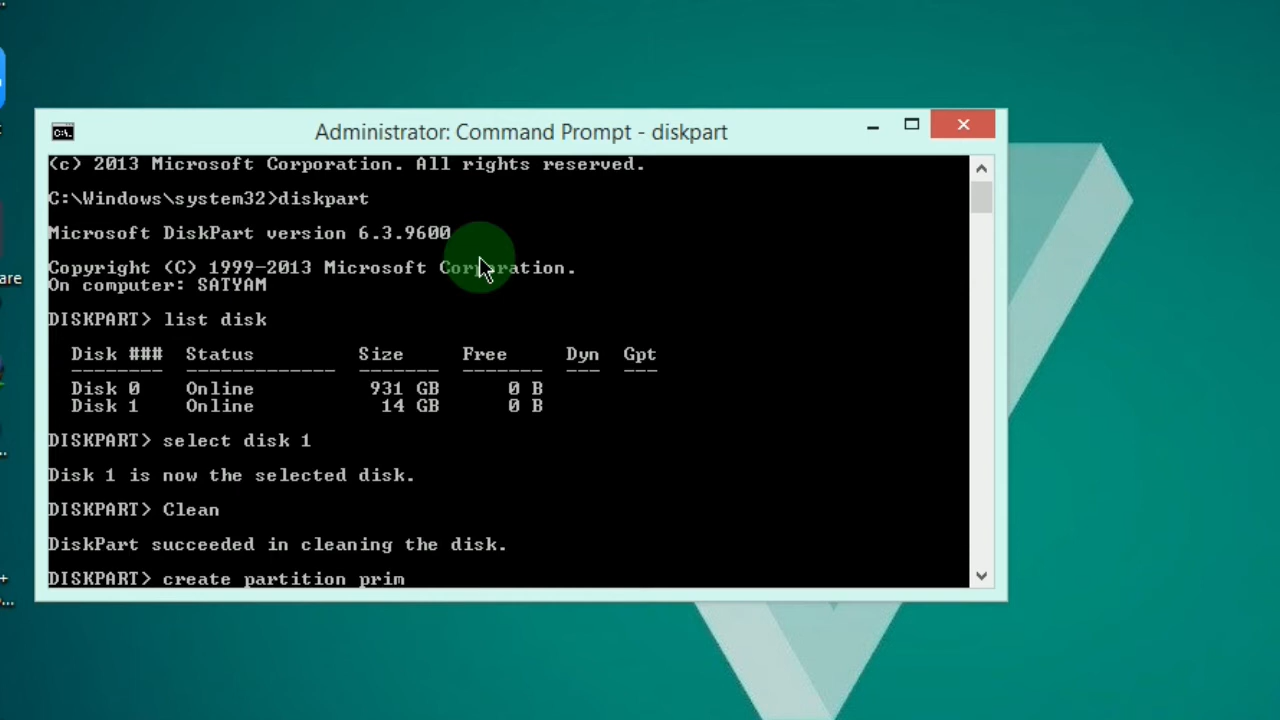 Administrator: Command Prompt - diskpart
(c) 2013 Microsoft Corporation. All rights reserved.
C:\Windows\system32>diskpart
Microsoft DiskPart version 6.3.9600
Copyright (C) 1999-2013 Microsoft Corporation.
On computer: SATYAM
DISKPART> list disk
Disk ### Status Size Free Dyn Gpt
-------- ------------- ------- ------- --- ---
Disk 0 Online 931 GB 0 B
Disk 1 Online 14 GB 0 B
DISKPART> select disk 1
Disk 1 is now the selected disk.
DISKPART> Clean
DiskPart succeeded in cleaning the disk.
DISKPART> create partition prim
are